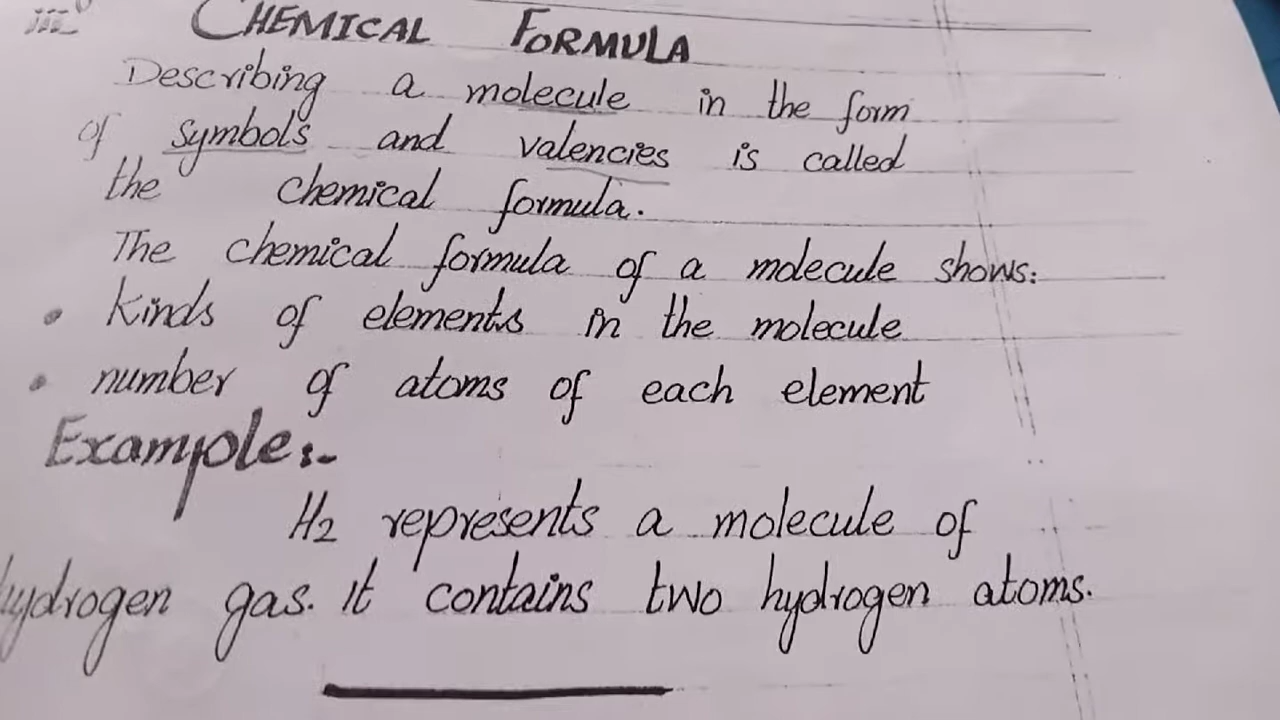 iii CHEMICAL FORMULA
Describing a molecule in the form
of symbols and valencies is called
the chemical formula.
The chemical formula of a molecule shows:
• Kinds of elements in the molecule
• number of atoms of each element
Example:-
H2 represents a molecule of
hydrogen gas. It contains two hydrogen atoms.